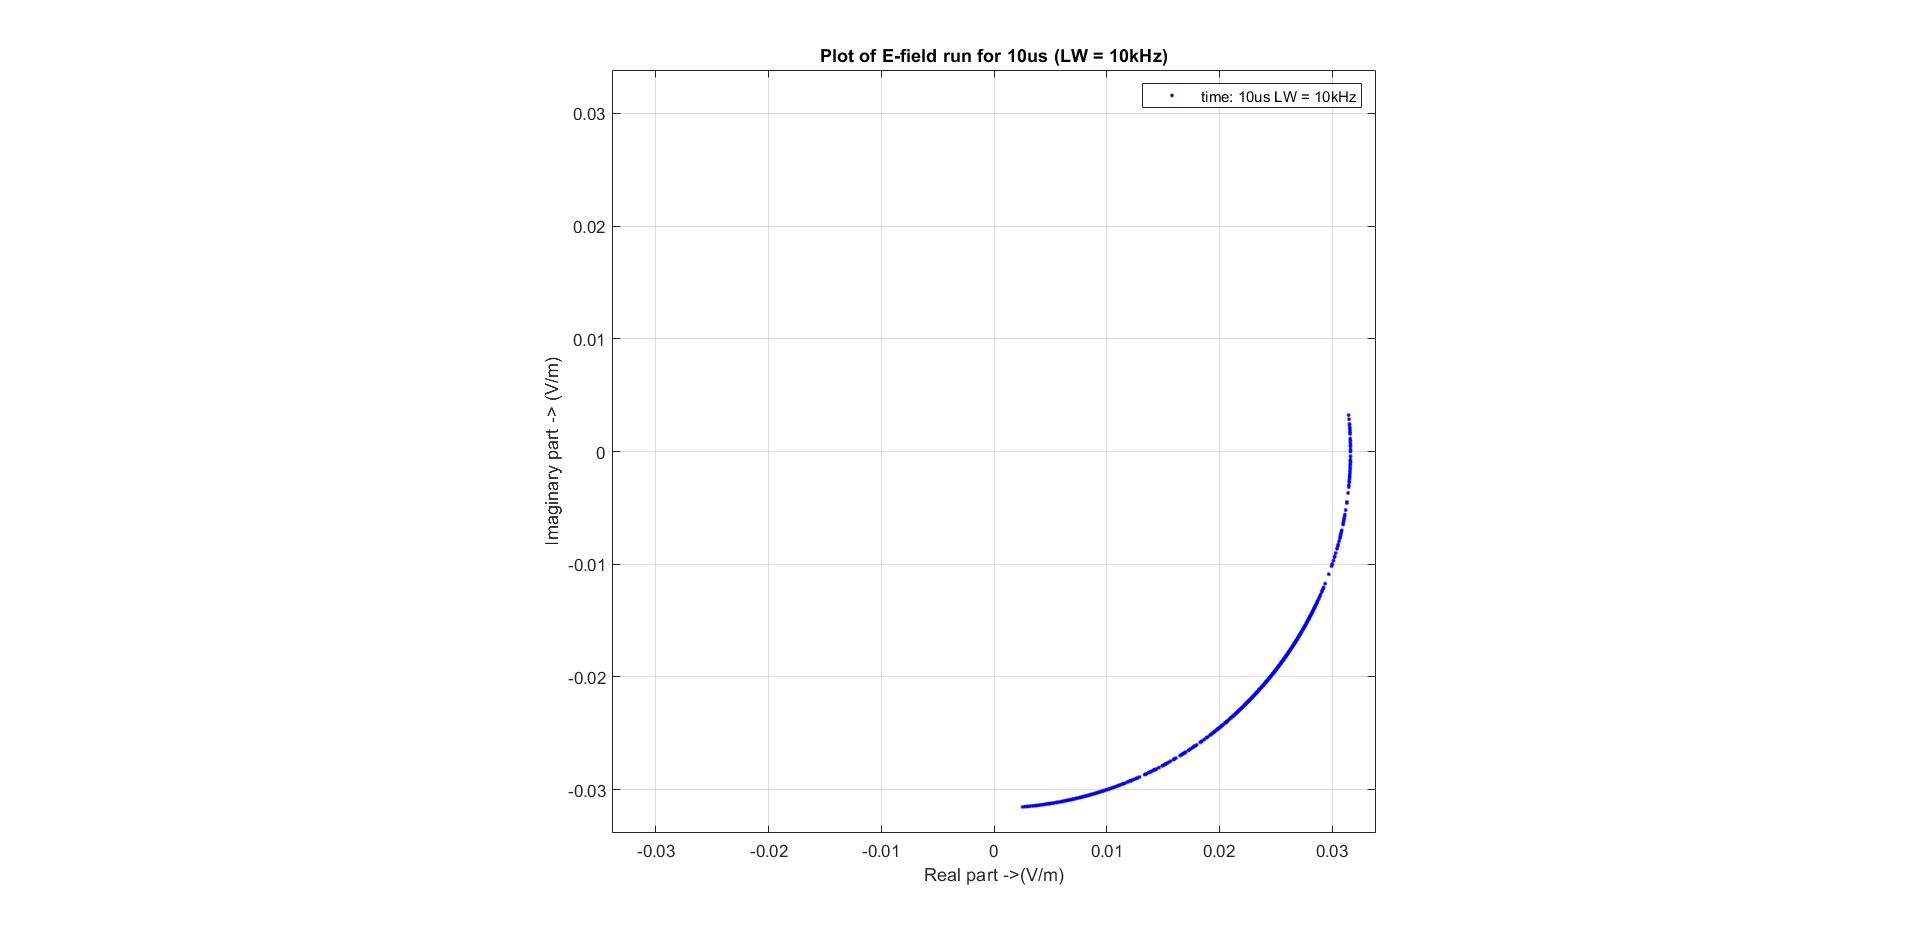 Plot of E-field run for 10us (LW = 10kHz)
time: 10us LW = 10kHz
0.03
0.02
0.01
0
-0.01
-0.02
-0.03
Imaginary part -> (V/m)
-0.03 -0.02 -0.01 0 0.01 0.02 0.03
Real part ->(V/m)